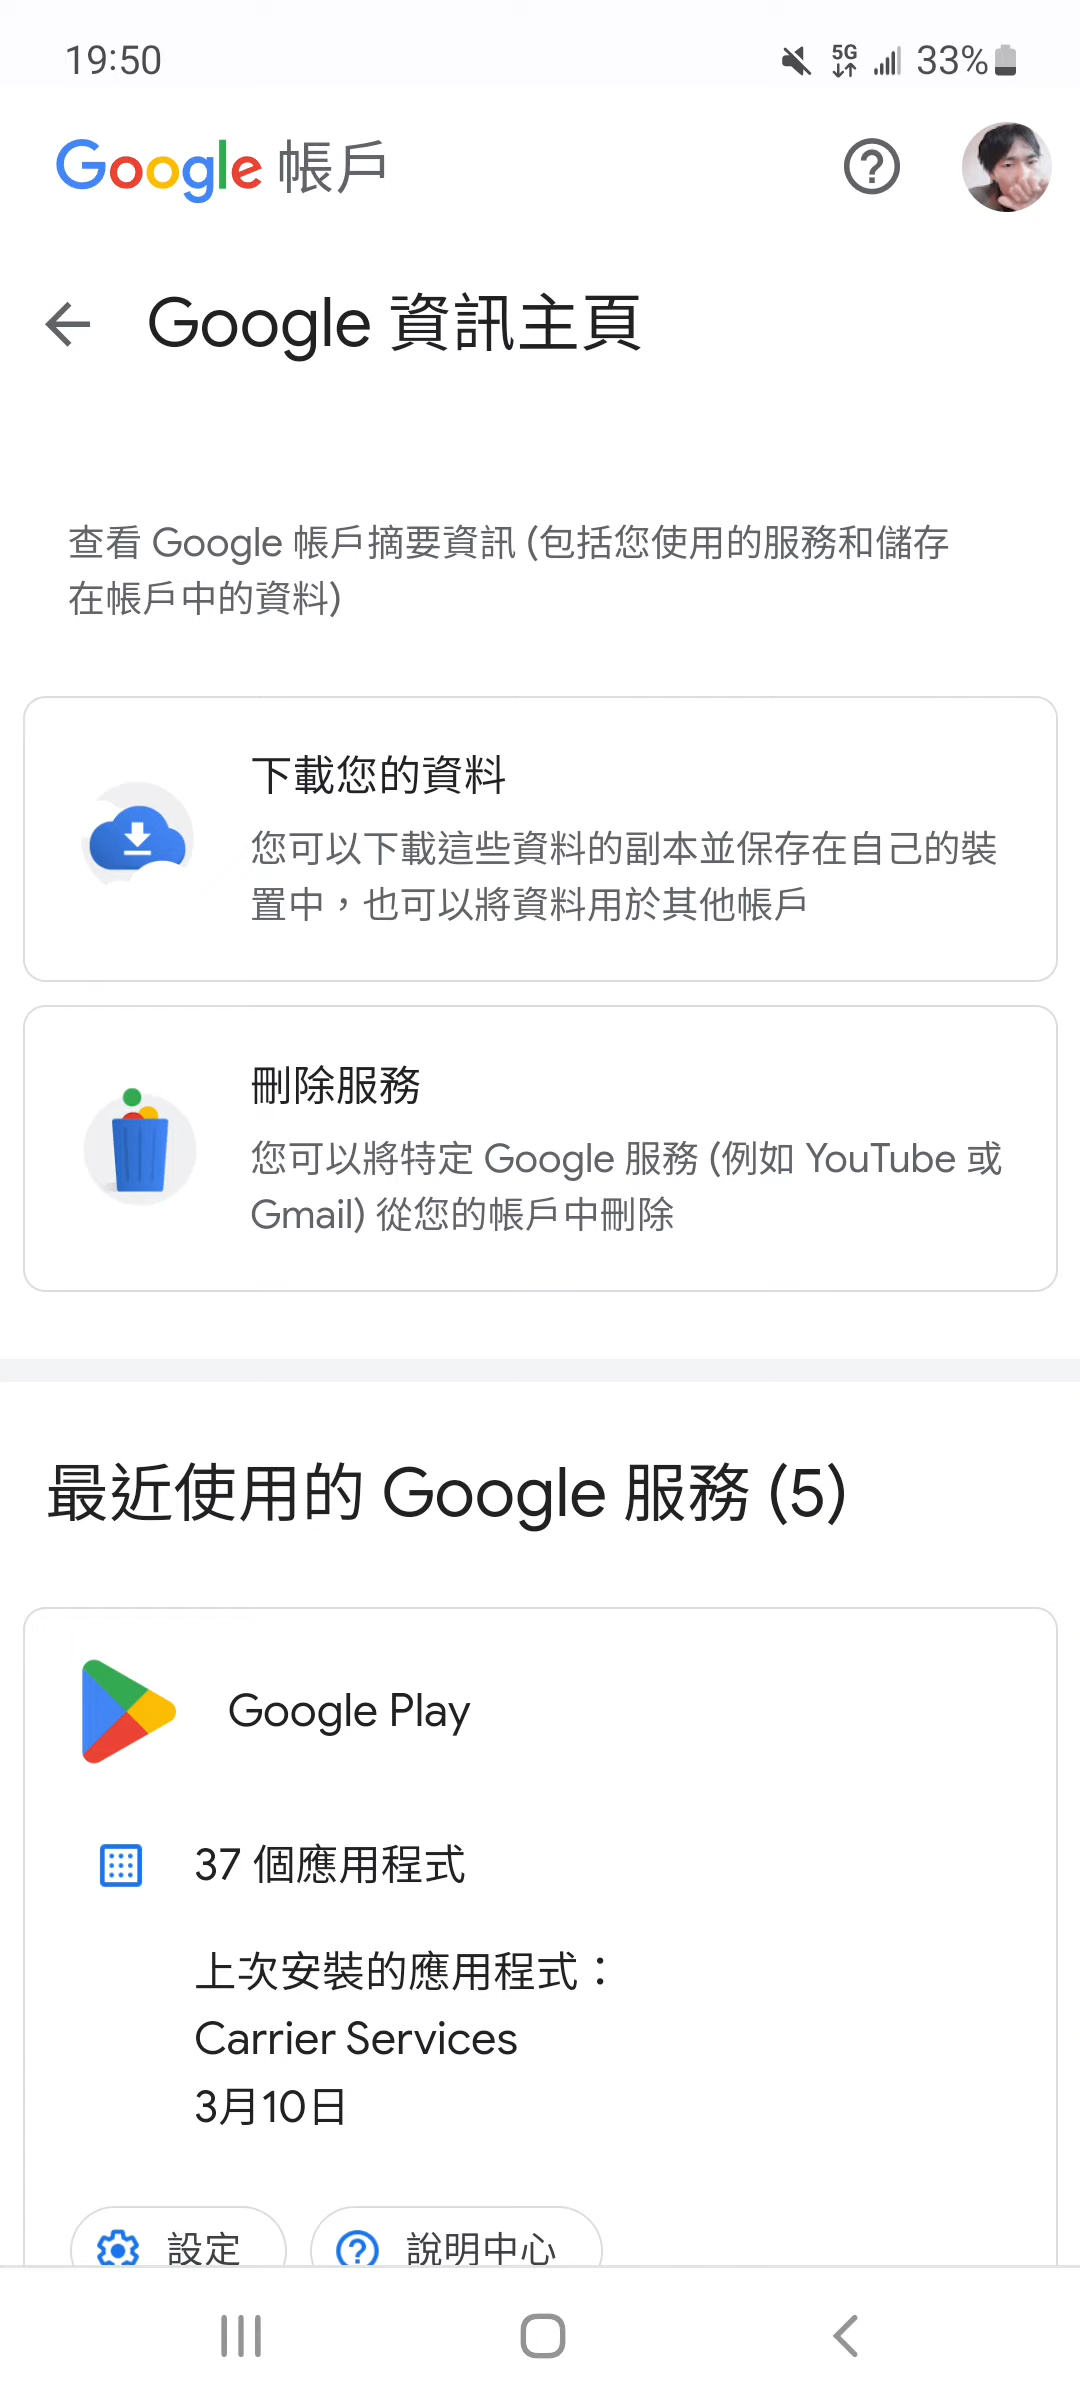 19:50
5G
33%
Google 帳戶
Google 資訊主頁
查看 Google 帳戶摘要資訊 (包括您使用的服務和儲存
在帳戶中的資料)
下載您的資料
您可以下載這些資料的副本並保存在自己的裝
置中，也可以將資料用於其他帳戶
刪除服務
您可以將特定 Google 服務 (例如 YouTube 或
Gmail) 從您的帳戶中刪除
最近使用的 Google 服務 (5)
Google Play
37 個應用程式
上次安裝的應用程式：
Carrier Services
3月10日
設定
說明中心